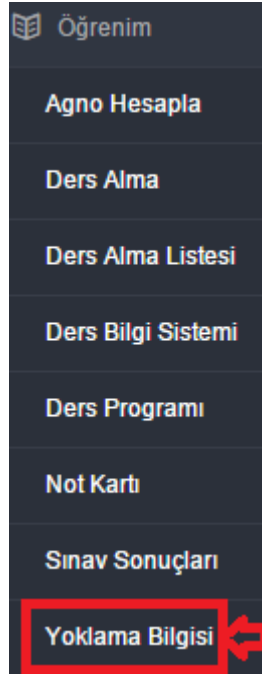 Öğrenim
Agno Hesapla
Ders Alma
Ders Alma Listesi
Ders Bilgi Sistemi
Ders Programı
Not Kartı
Sınav Sonuçları
Yoklama Bilgisi